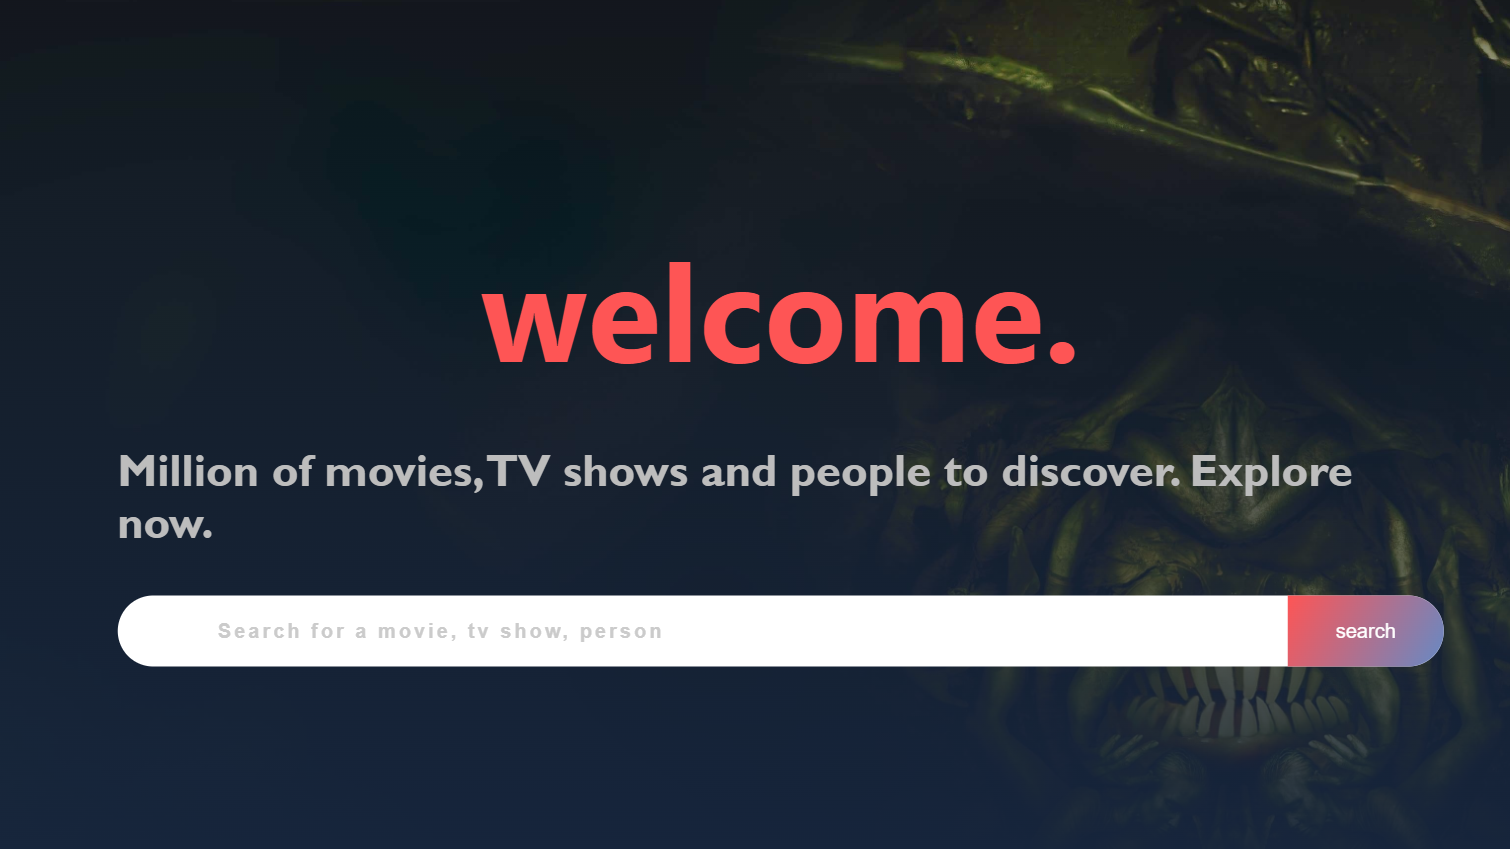 welcome.
Million of movies, TV shows and people to discover. Explore
now.
Search for a movie, tv show, person
search